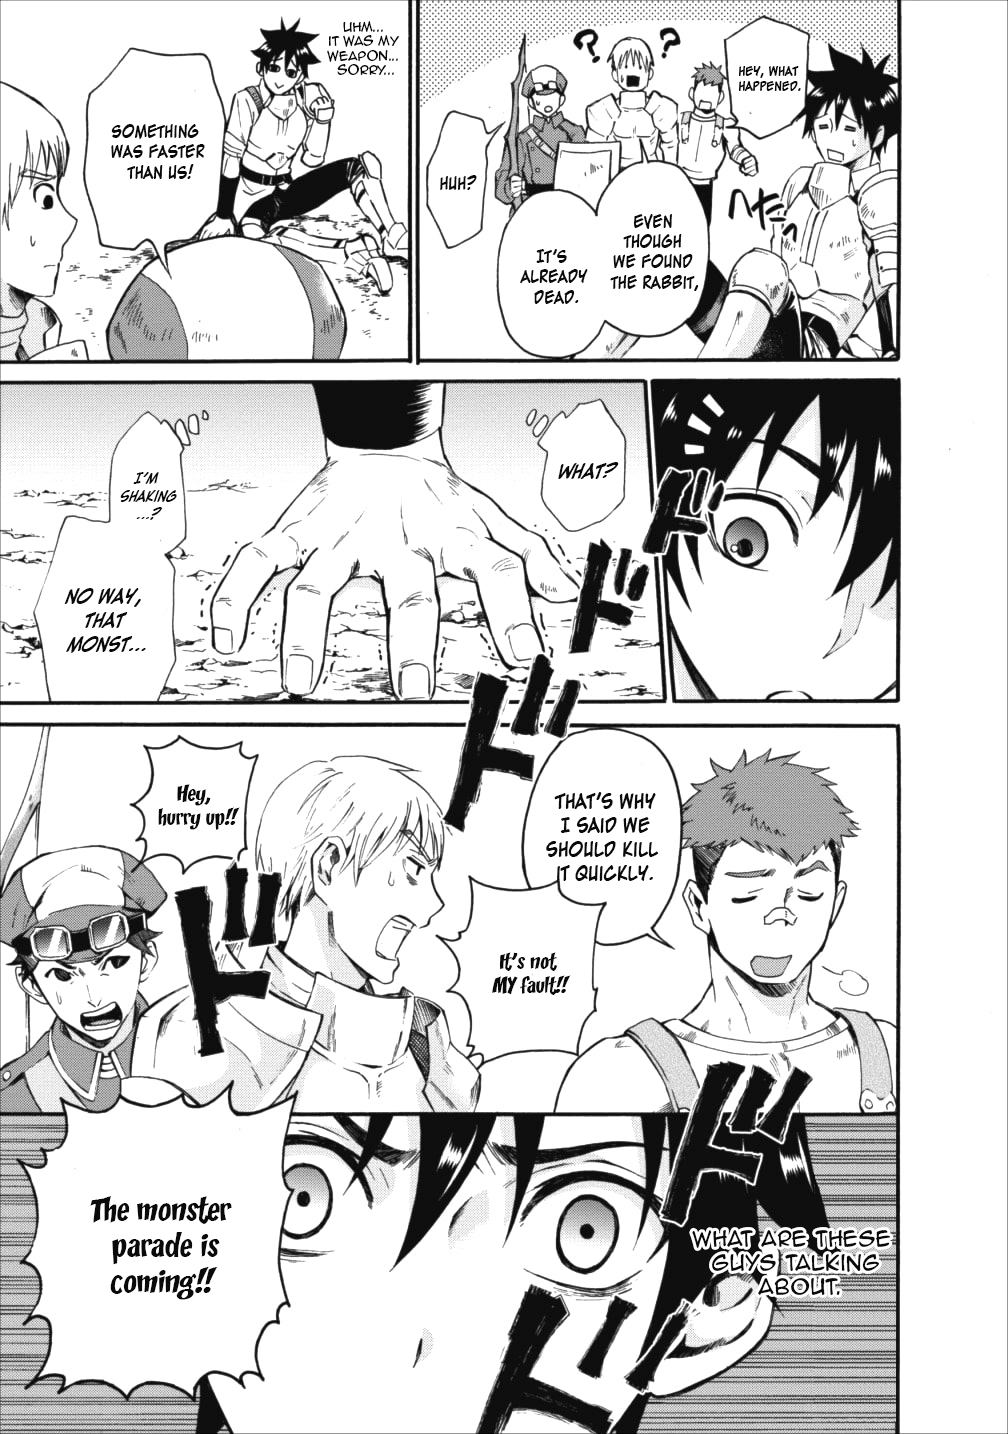 HEY, WHAT
HAPPENED.
?
?
HUH?
EVEN
THOUGH
WE FOUND
THE RABBIT,
IT'S
ALREADY
DEAD.
UHM...
IT WAS MY
WEAPON...
SORRY...
SOMETHING
WAS FASTER
THAN US!
ド
WHAT?
ド
I'M
SHAKING
...?
NO WAY,
THAT
MONST...
ド
THAT'S WHY
I SAID WE
SHOULD KILL
IT QUICKLY.
It's not
MY fault!!
Hey,
hurry up!!
ド
ド
WHAT ARE THESE
GUYS TALKING
ABOUT.
The monster
parade is
coming!!
ド